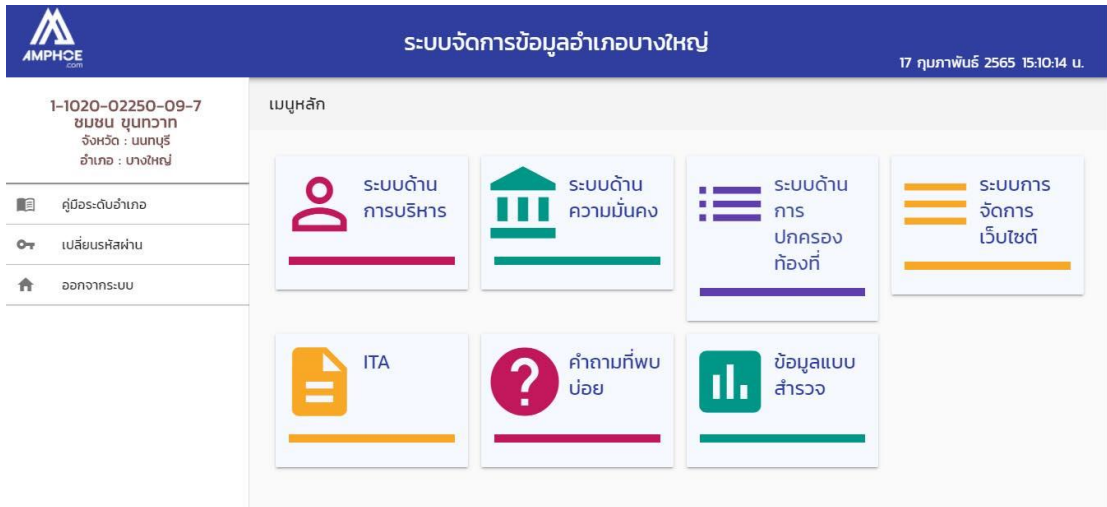 AMPHOE
.com
ระบบจัดการข้อมูลอำเภอบางใหญ่
17 กุมภาพันธ์ 2565 15:10:14 น.
1-1020-02250-09-7
ชมชน ขุนทวาท
จังหวัด : นนทบุรี
อำเภอ : บางใหญ่
คู่มือระดับอำเภอ
เปลี่ยนรหัสผ่าน
ออกจากระบบ
เมนูหลัก
ระบบด้าน
การบริหาร
ระบบด้าน
ความมั่นคง
ระบบด้าน
การ
ปกครอง
ท้องที่
ระบบการ
จัดการ
เว็บไซต์
ITA
คำถามที่พบ
บ่อย
ข้อมูลแบบ
สำรวจ